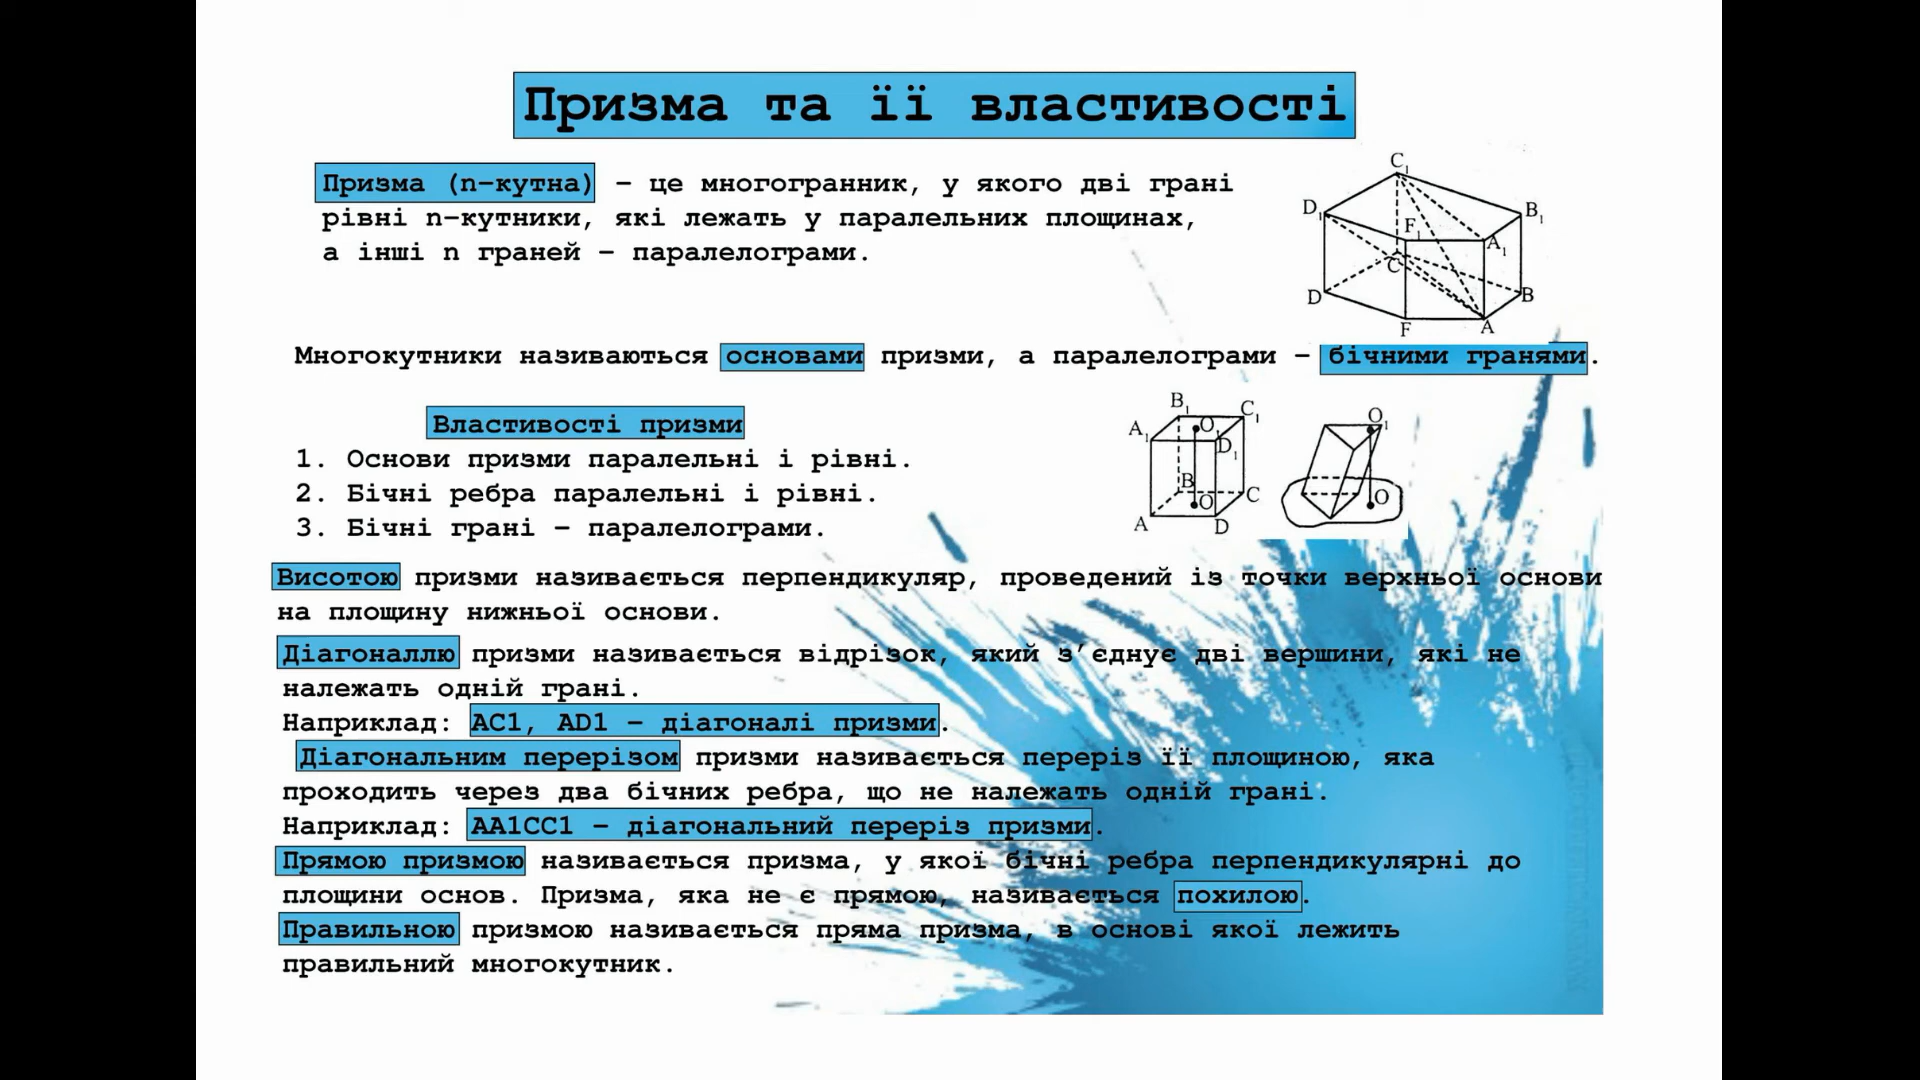 Призма та її властивості
Призма (n-кутна) – це многогранник, у якого дві грані
рівні n-кутники, які лежать у паралельних площинах,
а інші n граней – паралелограми.
C1
D1
B1
F1
A1
C
D
B
F
A
Многокутники називаються основами призми, а паралелограми – бічними гранями.
Властивості призми
1. Основи призми паралельні і рівні.
2. Бічні ребра паралельні і рівні.
3. Бічні грані – паралелограми.
B1
C1
A1
O1
D1
B
C
O
A
D
O1
O
Висотою призми називається перпендикуляр, проведений із точки верхньої основи
на площину нижньої основи.
Діагоналлю призми називається відрізок, який з’єднує дві вершини, які не
належать одній грані.
Наприклад: AC1, AD1 – діагоналі призми.
Діагональним перерізом призми називається переріз її площиною, яка
проходить через два бічних ребра, що не належать одній грані.
Наприклад: AA1CC1 – діагональний переріз призми.
Прямою призмою називається призма, у якої бічні ребра перпендикулярні до
площини основ. Призма, яка не є прямою, називається похилою.
Правильною призмою називається пряма призма, в основі якої лежить
правильний многокутник.